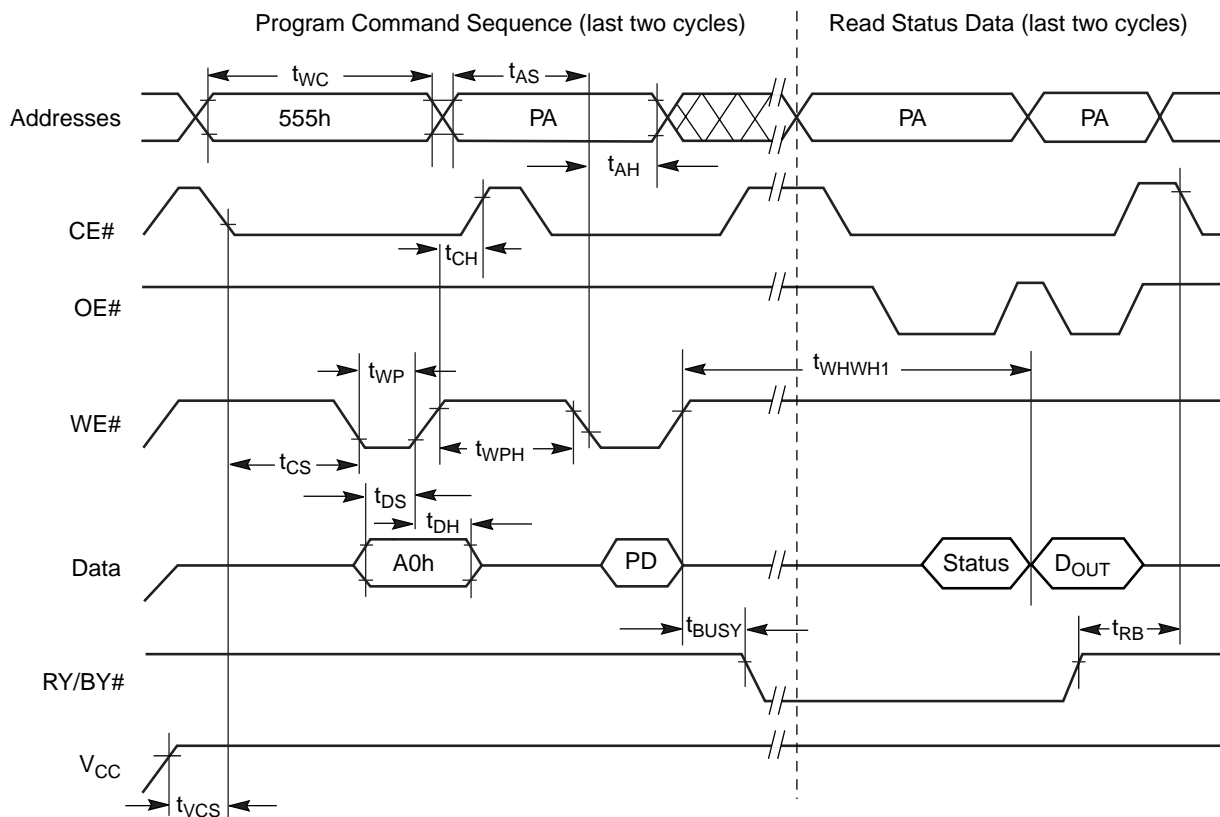 Program Command Sequence (last two cycles) Read Status Data (last two cycles)
tWC tAS
Addresses 555h PA PA PA
tAH
CE#
tCH
OE#
tWP tWHWH1
WE#
tCS tWPH
tDS
tDH
Data A0h PD Status DOUT
tBUSY tRB
RY/BY#
VCC
tVCS